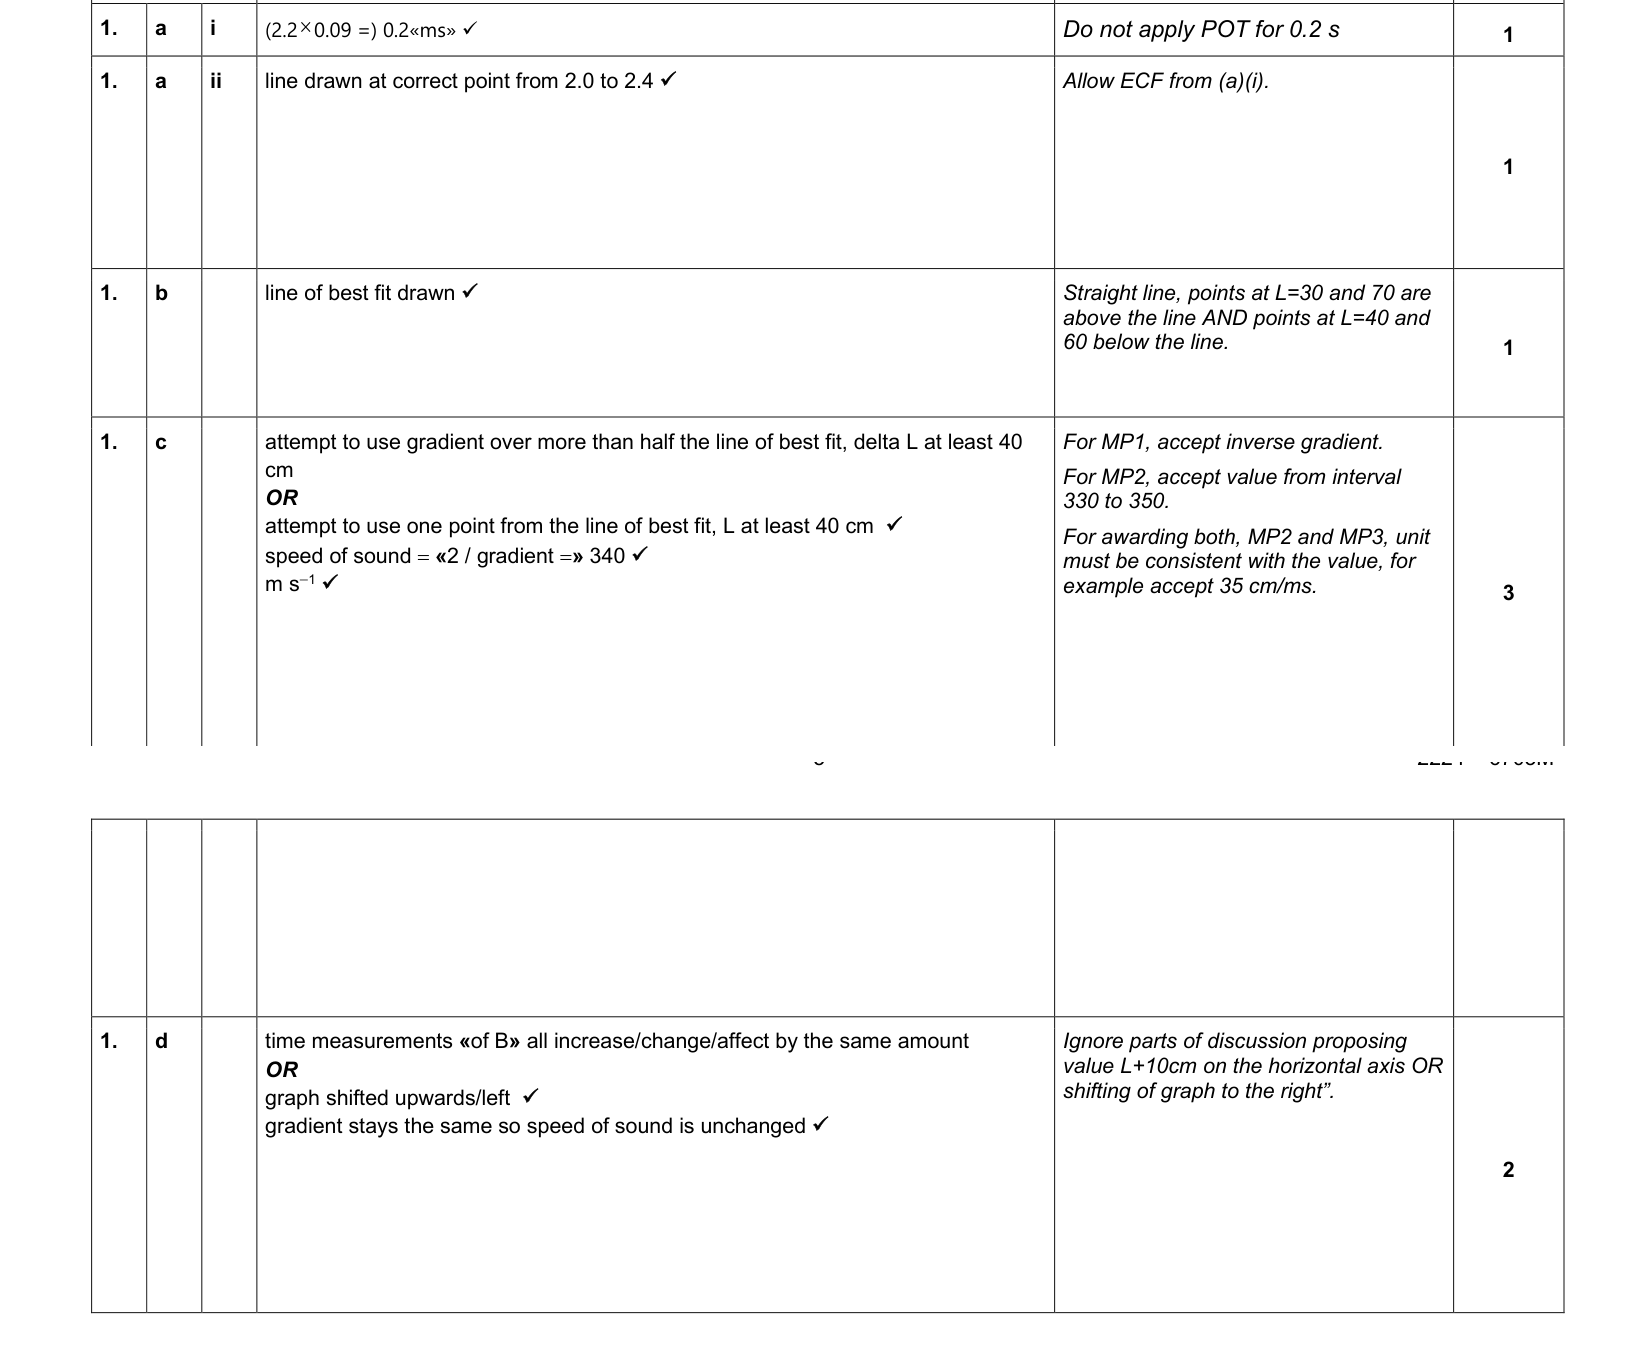 1. a i (2.2×0.09 =) 0.2«ms» ✓ Do not apply POT for 0.2 s 1
1. a ii line drawn at correct point from 2.0 to 2.4 ✓ Allow ECF from (a)(i).
1
1. b line of best fit drawn ✓ Straight line, points at L=30 and 70 are
above the line AND points at L=40 and
60 below the line.
1
1. c attempt to use gradient over more than half the line of best fit, delta L at least 40
cm
OR
attempt to use one point from the line of best fit, L at least 40 cm ✓
speed of sound = «2 / gradient =» 340 ✓
m s⁻¹ ✓
For MP1, accept inverse gradient.
For MP2, accept value from interval
330 to 350.
For awarding both, MP2 and MP3, unit
must be consistent with the value, for
example accept 35 cm/ms.
3
1. d time measurements «of B» all increase/change/affect by the same amount
OR
graph shifted upwards/left ✓
gradient stays the same so speed of sound is unchanged ✓
Ignore parts of discussion proposing
value L+10cm on the horizontal axis OR
shifting of graph to the right”.
2